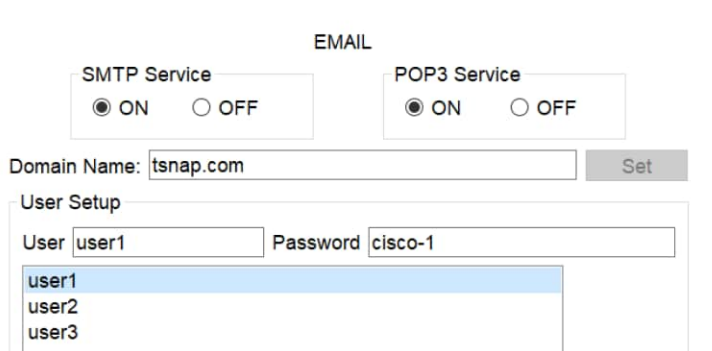 EMAIL
SMTP Service POP3 Service
ON OFF ON OFF
Domain Name: tsnap.com Set
User Setup
User user1 Password cisco-1
user1
user2
user3